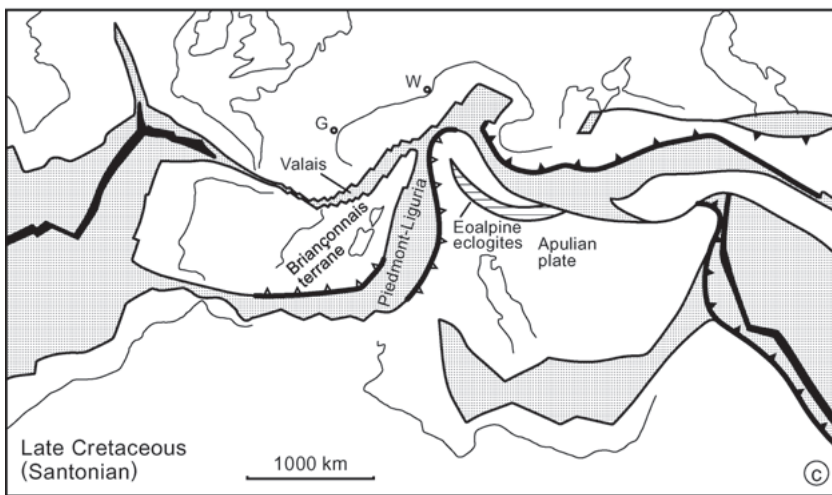 W
G
Valais
Briançonnais
terrane
Piedmont-Liguria
Eoalpine
eclogites
Apulian
plate
Late Cretaceous
(Santonian)
1000 km
c